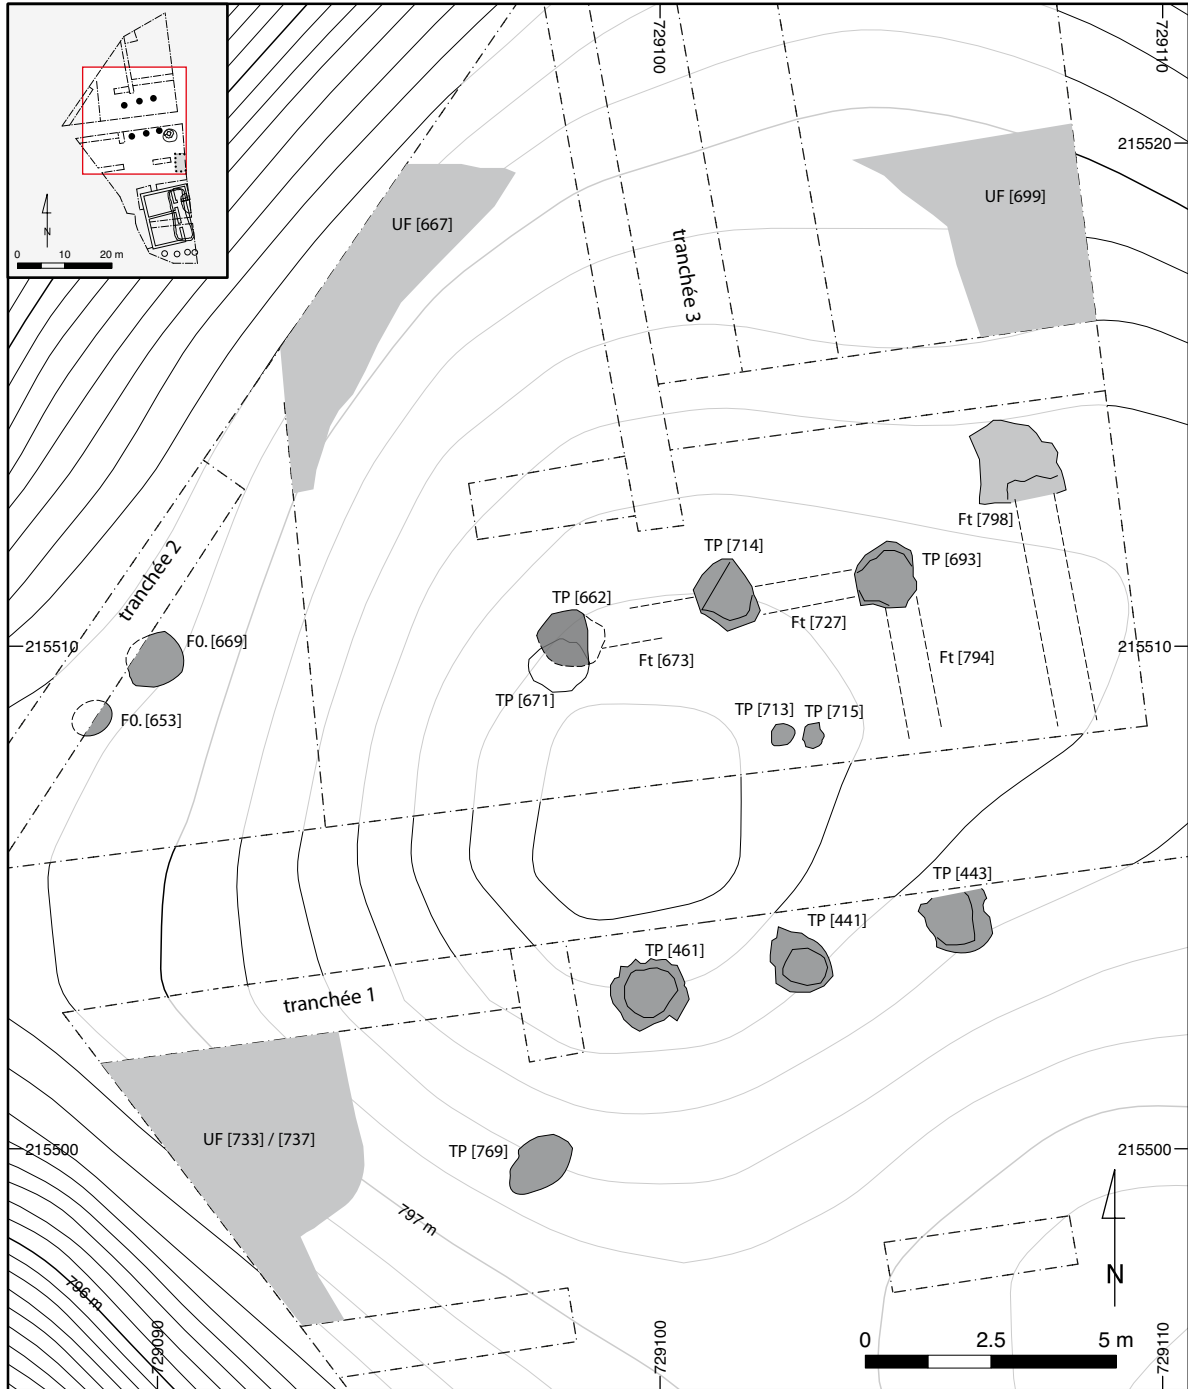 729100
729110
N
0 10 20 m
215520
215520
UF [667]
UF [699]
tranchée 3
Ft [798]
TP [714]
TP [693]
tranchée 2
TP [662]
Ft [727]
F0. [669]
215510
215510
Ft [673]
Ft [794]
TP [671]
F0. [653]
TP [713]
TP [715]
TP [443]
TP [441]
TP [461]
tranchée 1
UF [733] / [737]
TP [769]
215500
215500
797 m
796 m
N
0 2.5 5 m
729090
729100
729110